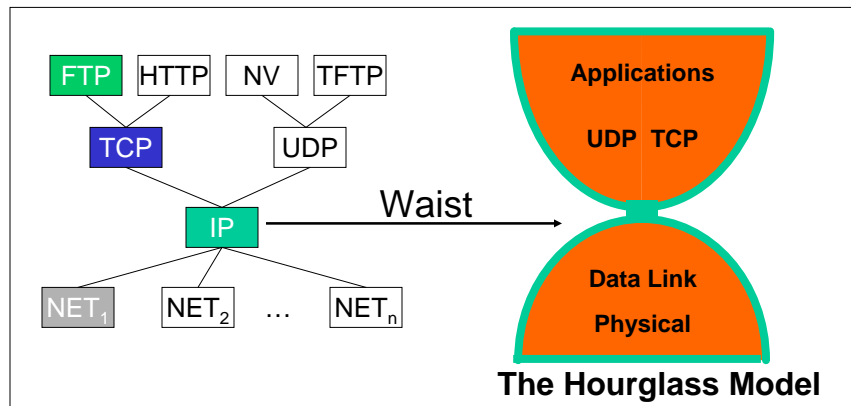 FTP HTTP NV TFTP
TCP UDP
IP
NET₁ NET₂ … NETₙ
Waist
Applications
UDP TCP
Data Link
Physical
The Hourglass Model